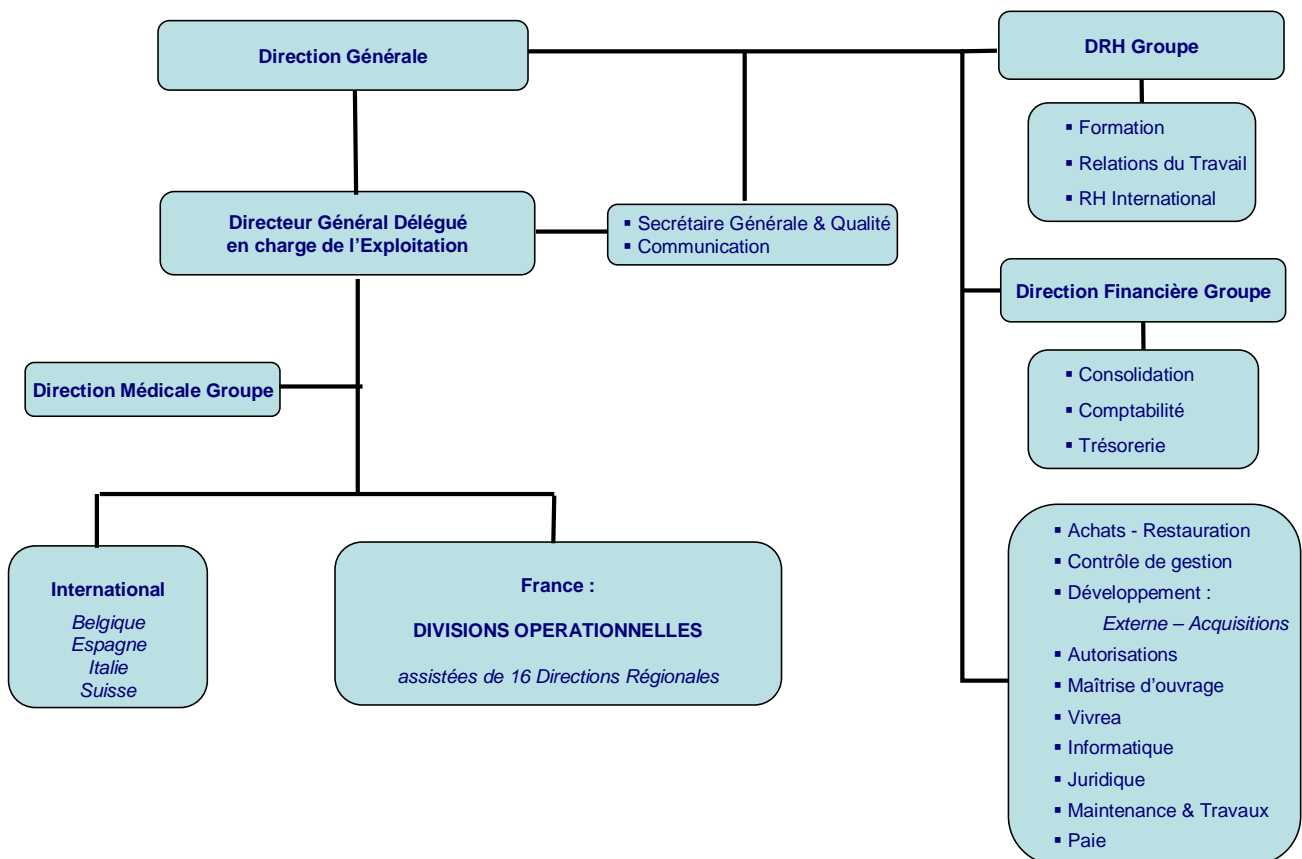 Direction Générale
DRH Groupe
▪ Formation
▪ Relations du Travail
▪ RH International
Directeur Général Délégué
en charge de l'Exploitation
▪ Secrétaire Générale & Qualité
▪ Communication
Direction Financière Groupe
▪ Consolidation
▪ Comptabilité
▪ Trésorerie
Direction Médicale Groupe
International
Belgique
Espagne
Italie
Suisse
France :
DIVISIONS OPERATIONNELLES
assistées de 16 Directions Régionales
▪ Achats - Restauration
▪ Contrôle de gestion
▪ Développement :
Externe – Acquisitions
▪ Autorisations
▪ Maîtrise d'ouvrage
▪ Vivrea
▪ Informatique
▪ Juridique
▪ Maintenance & Travaux
▪ Paie